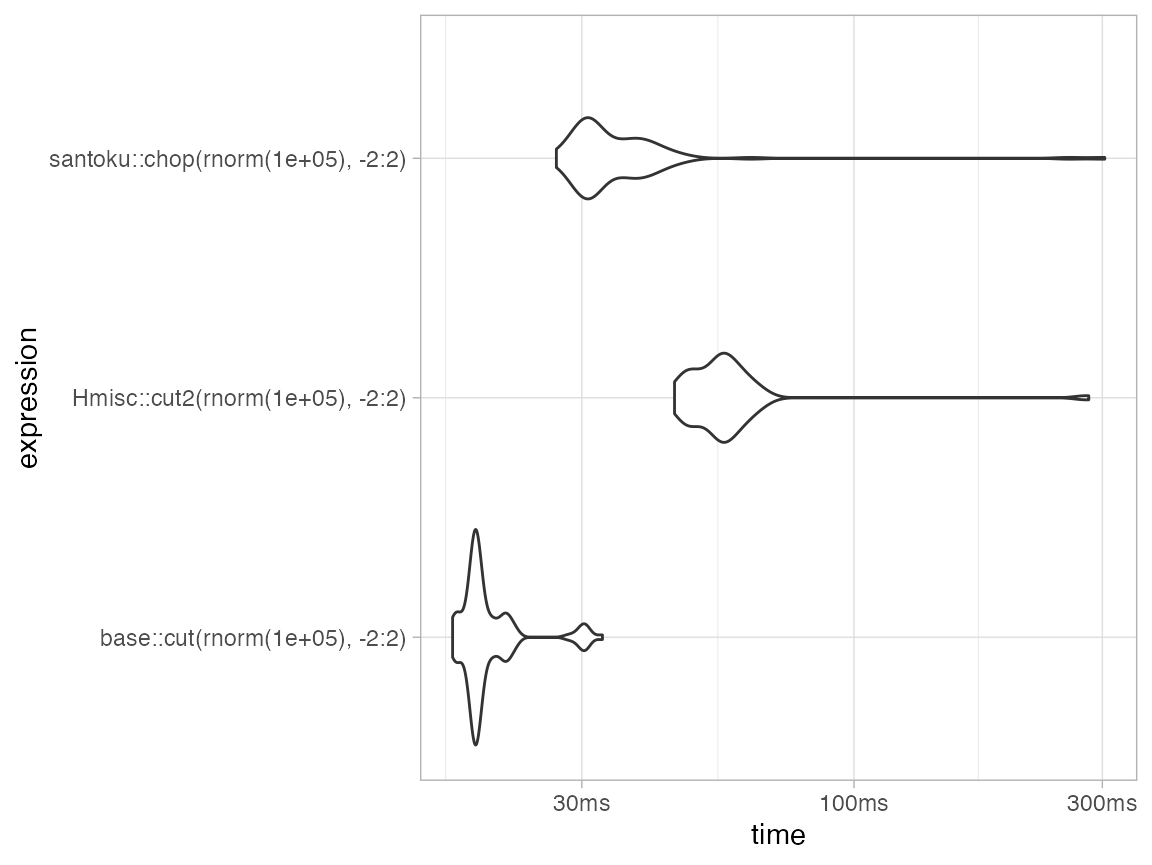 santoku::chop(rnorm(1e+05), -2:2)
Hmisc::cut2(rnorm(1e+05), -2:2)
base::cut(rnorm(1e+05), -2:2)
expression
30ms
100ms
300ms
time